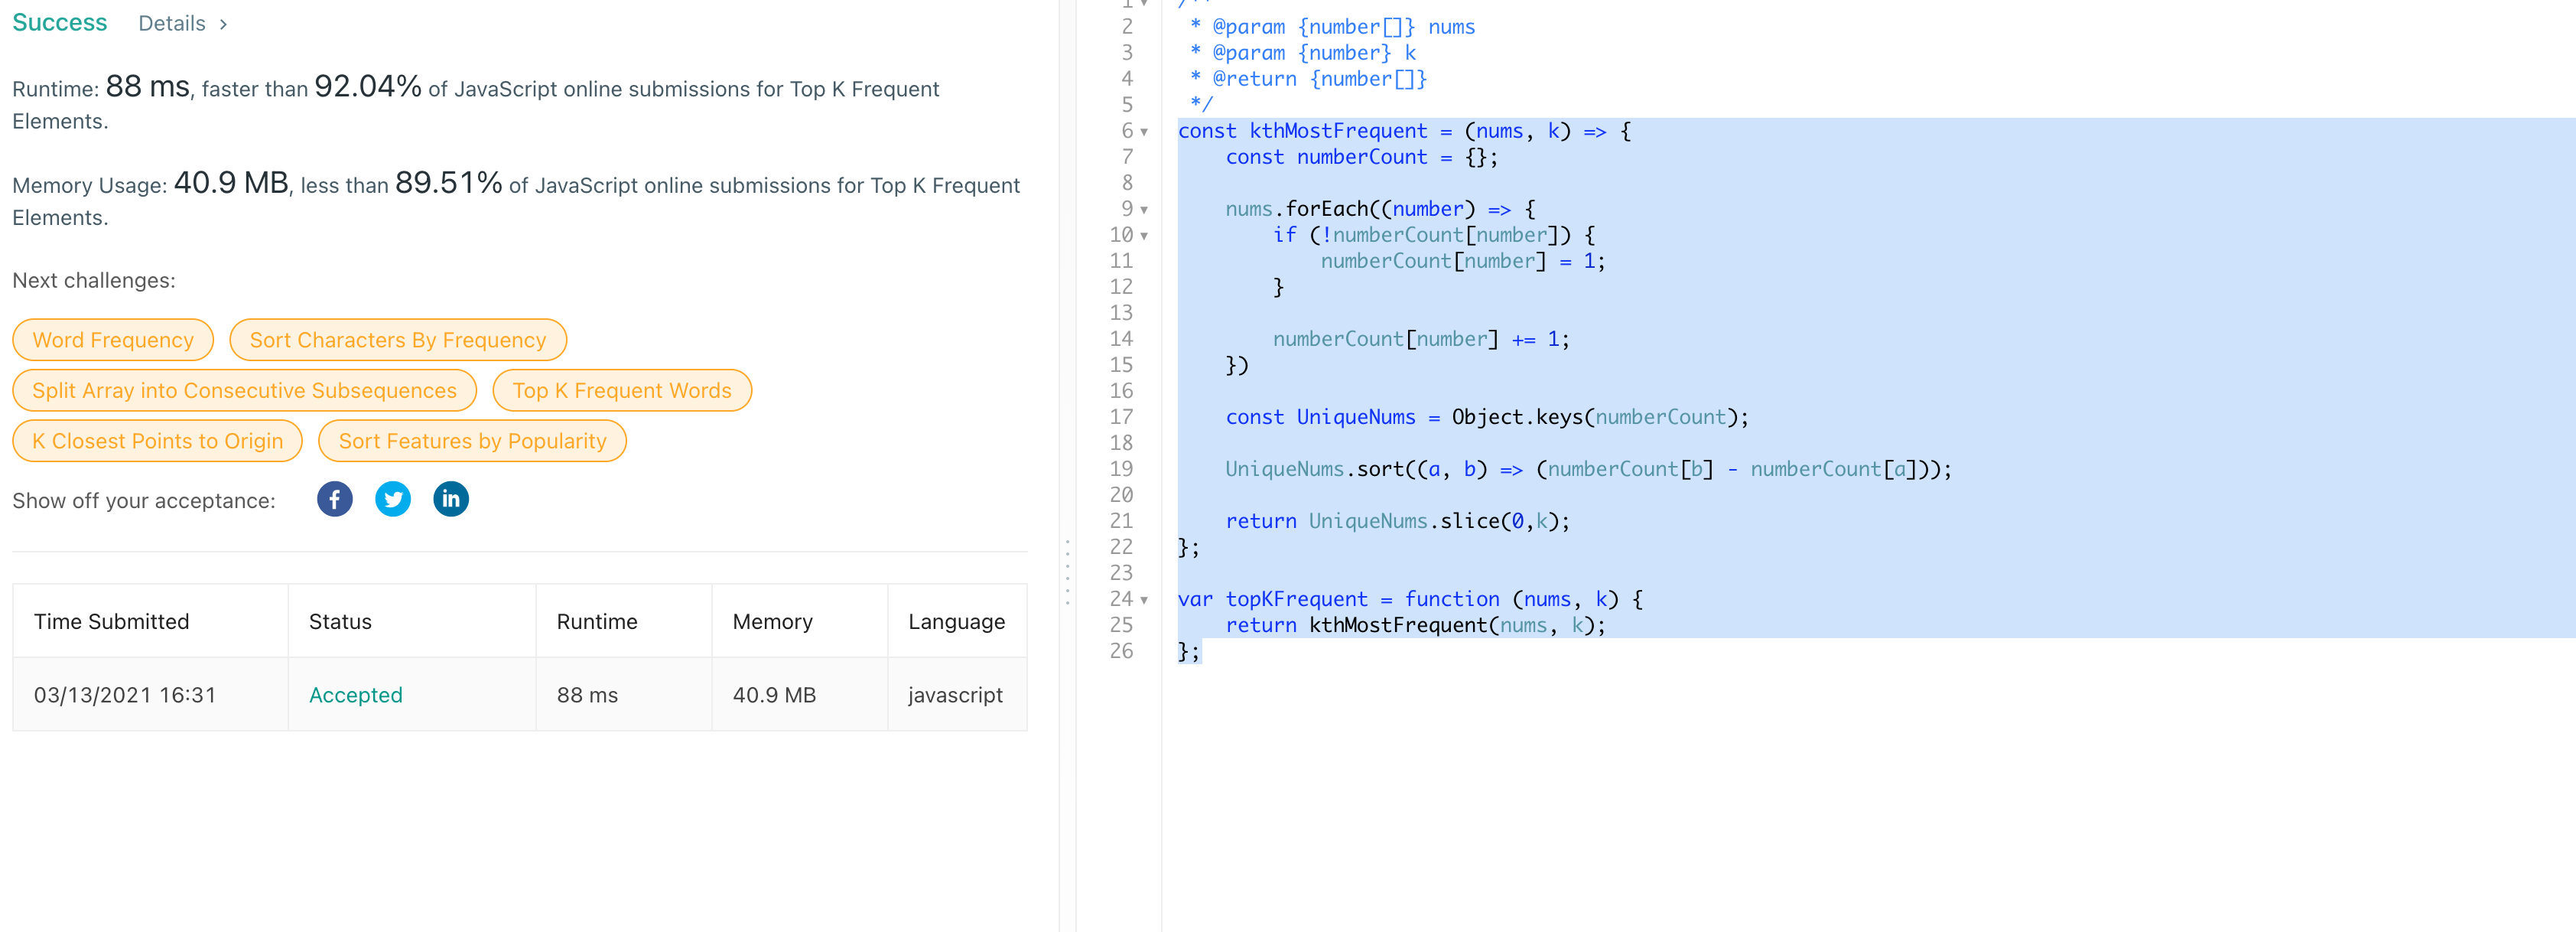 Success Details >
Runtime: 88 ms, faster than 92.04% of JavaScript online submissions for Top K Frequent
Elements.
Memory Usage: 40.9 MB, less than 89.51% of JavaScript online submissions for Top K Frequent
Elements.
Next challenges:
Word Frequency Sort Characters By Frequency
Split Array into Consecutive Subsequences Top K Frequent Words
K Closest Points to Origin Sort Features by Popularity
Show off your acceptance: f in
Time Submitted Status Runtime Memory Language
03/13/2021 16:31 Accepted 88 ms 40.9 MB javascript
1 /**
2 * @param {number[]} nums
3 * @param {number} k
4 * @return {number[]}
5 */
6 const kthMostFrequent = (nums, k) => {
7 const numberCount = {};
8
9 nums.forEach((number) => {
10 if (!numberCount[number]) {
11 numberCount[number] = 1;
12 }
13
14 numberCount[number] += 1;
15 })
16
17 const UniqueNums = Object.keys(numberCount);
18
19 UniqueNums.sort((a, b) => (numberCount[b] - numberCount[a]));
20
21 return UniqueNums.slice(0,k);
22 };
23
24 var topKFrequent = function (nums, k) {
25 return kthMostFrequent(nums, k);
26 };